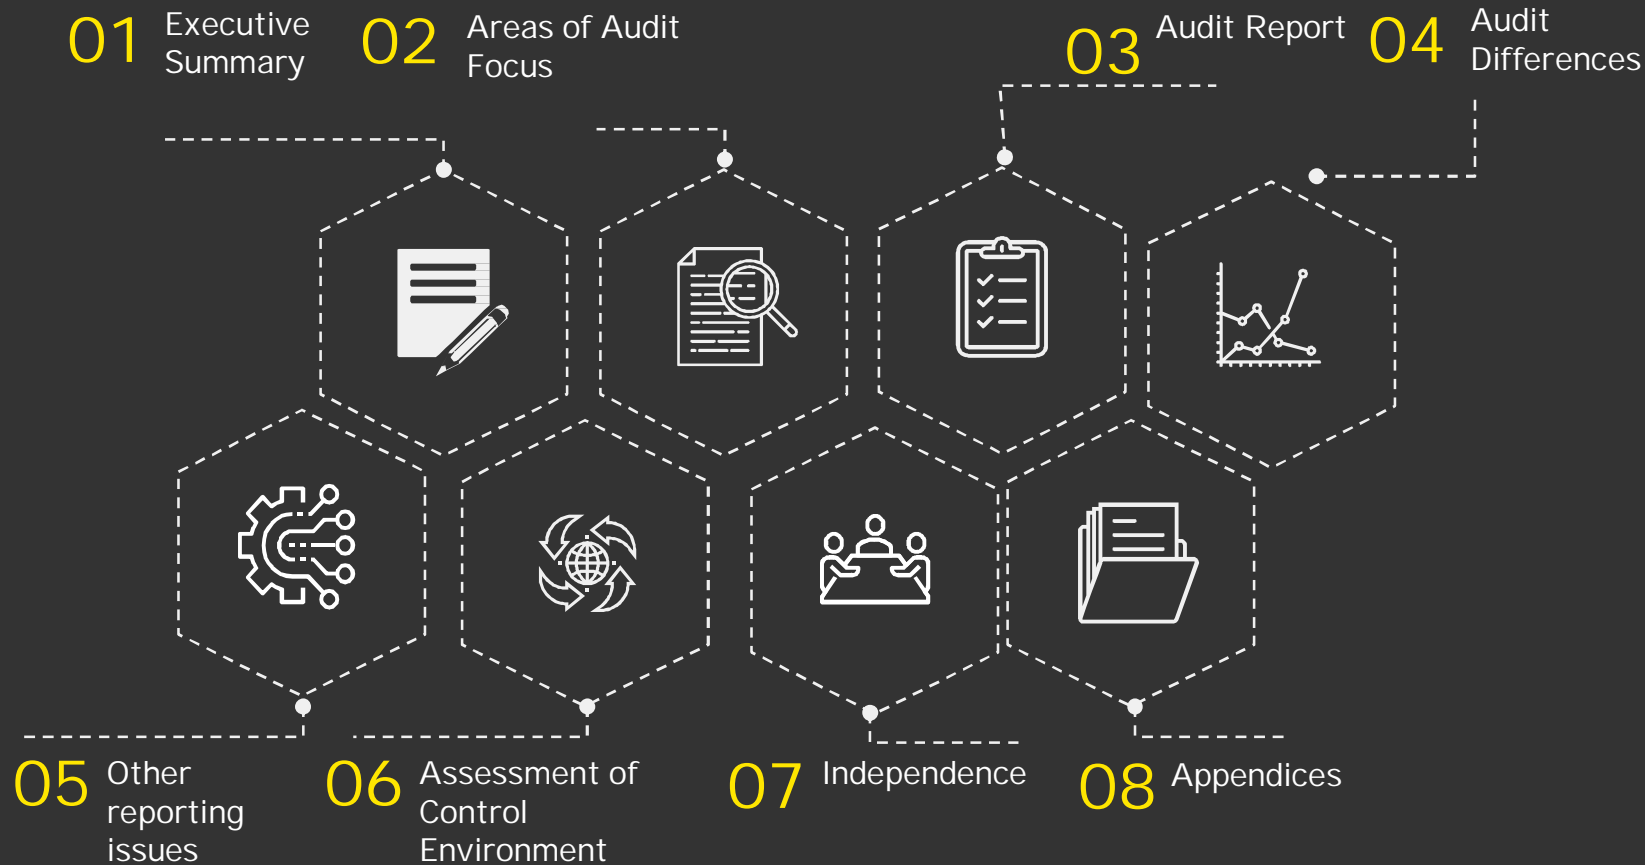 01 Executive
Summary
02 Areas of Audit
Focus
03 Audit Report
04 Audit
Differences
05 Other
reporting
issues
06 Assessment of
Control
Environment
07 Independence
08 Appendices